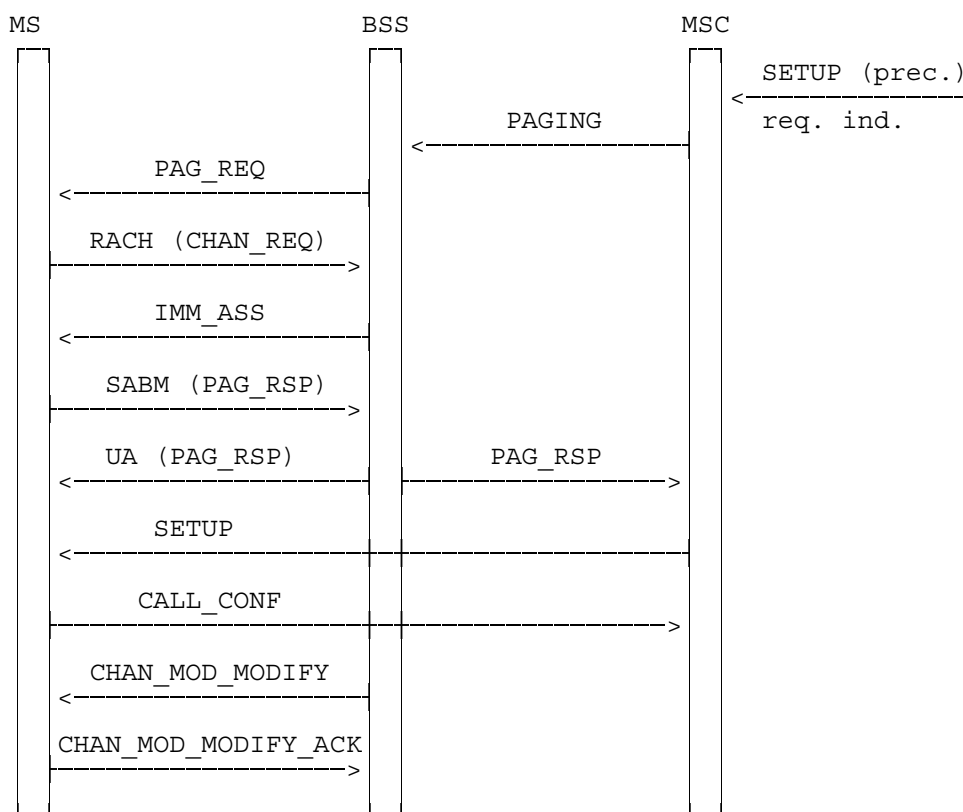 MS BSS MSC
SETUP (prec.)
PAGING req. ind.
PAG_REQ
RACH (CHAN_REQ)
IMM_ASS
SABM (PAG_RSP)
UA (PAG_RSP) PAG_RSP
SETUP
CALL_CONF
CHAN_MOD_MODIFY
CHAN_MOD_MODIFY_ACK